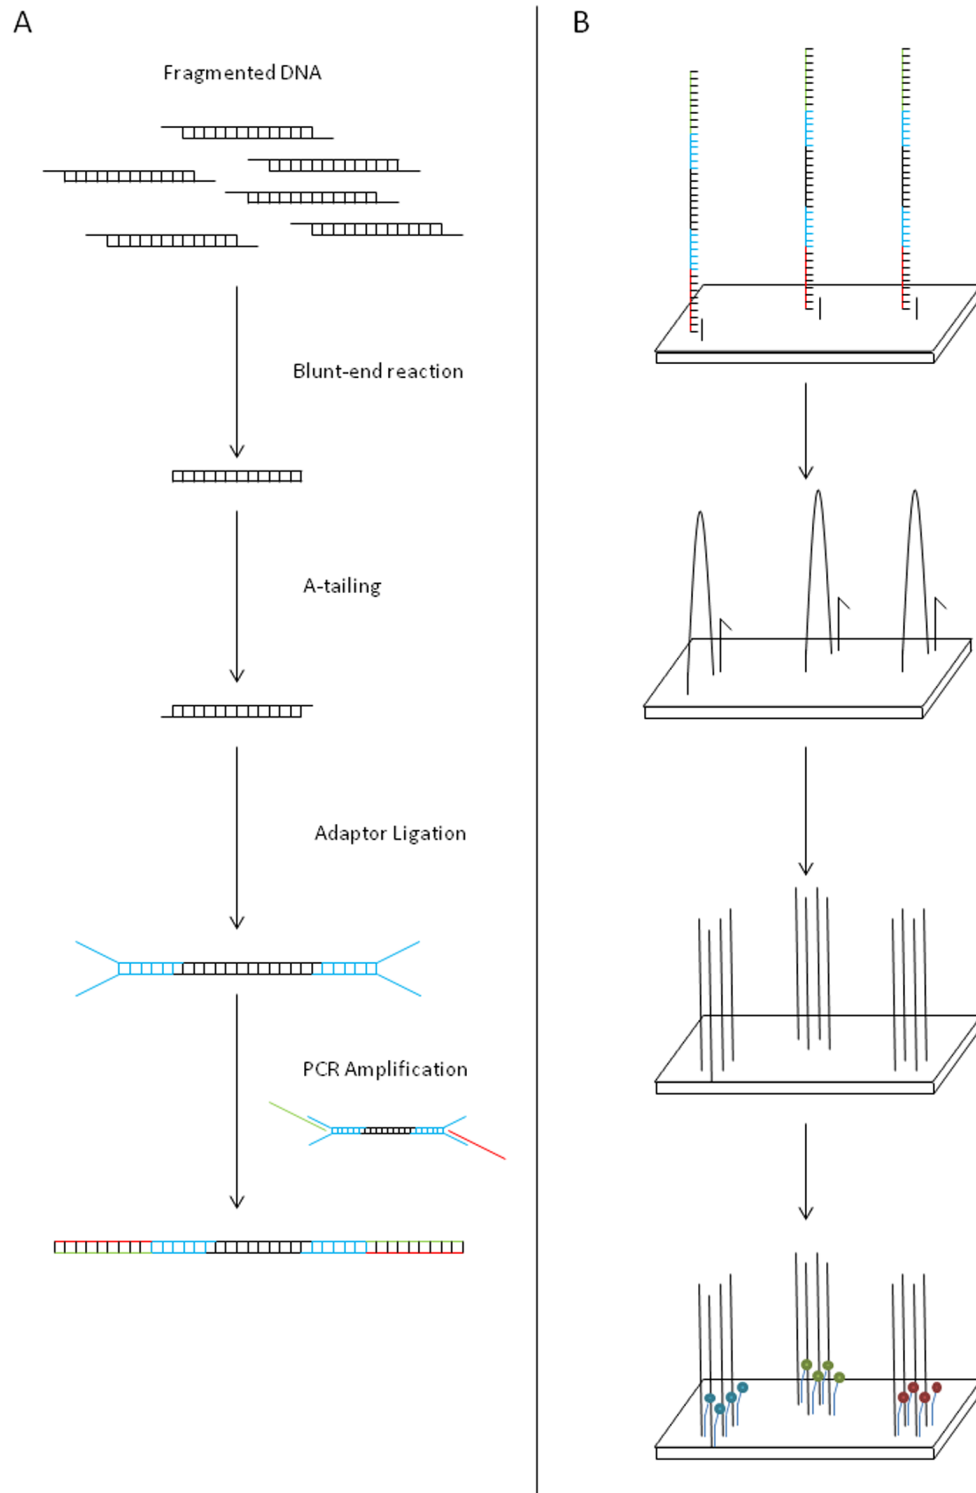 A
Fragmented DNA
Blunt-end reaction
A-tailing
Adaptor Ligation
PCR Amplification
B